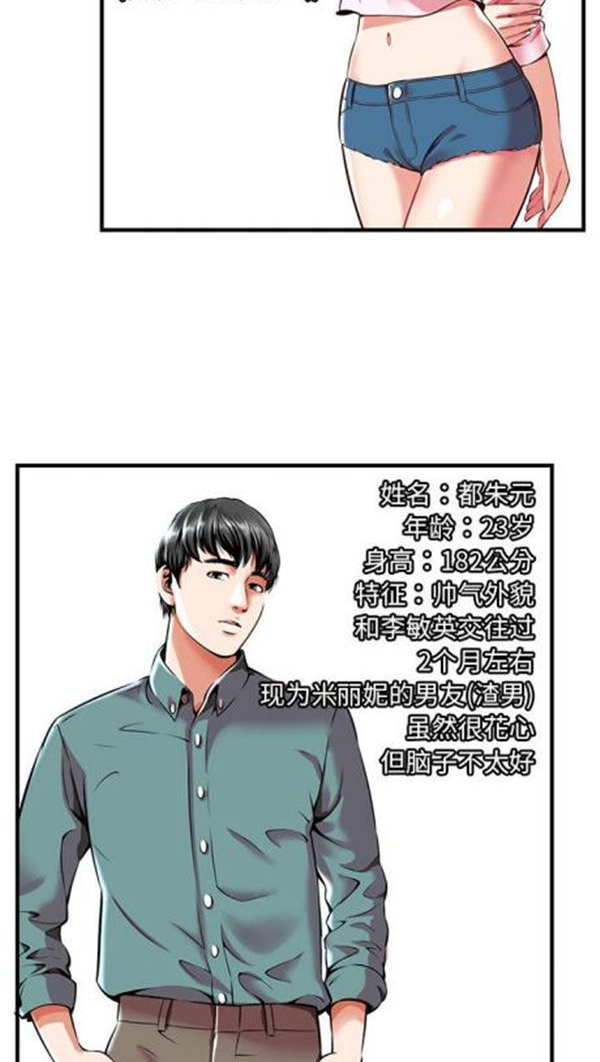 姓名：都朱元
年龄：23岁
身高：182公分
特征：帅气外貌
和李敏英交往过
2个月左右
现为米丽妮的男友(渣男)
虽然很花心
但脑子不太好